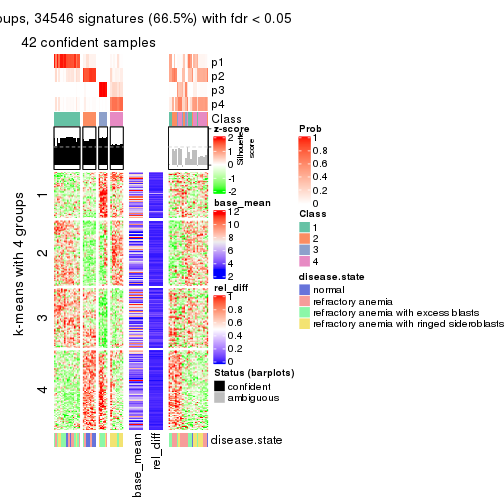 oups, 34546 signatures (66.5%) with fdr < 0.05
42 confident samples
p1
p2
p3
p4
Class
z-score
2
1
0
-1
-2
Silhouette
score
base_mean
12
10
8
6
4
2
rel_diff
1
0.8
0.6
0.4
0.2
0
Status (barplots)
confident
ambiguous
Prob
1
0.8
0.6
0.4
0.2
0
Class
1
2
3
4
disease.state
normal
refractory anemia
refractory anemia with excess blasts
refractory anemia with ringed sideroblasts
k-means with 4 groups
1
2
3
4
disease.state
base_mean
rel_diff